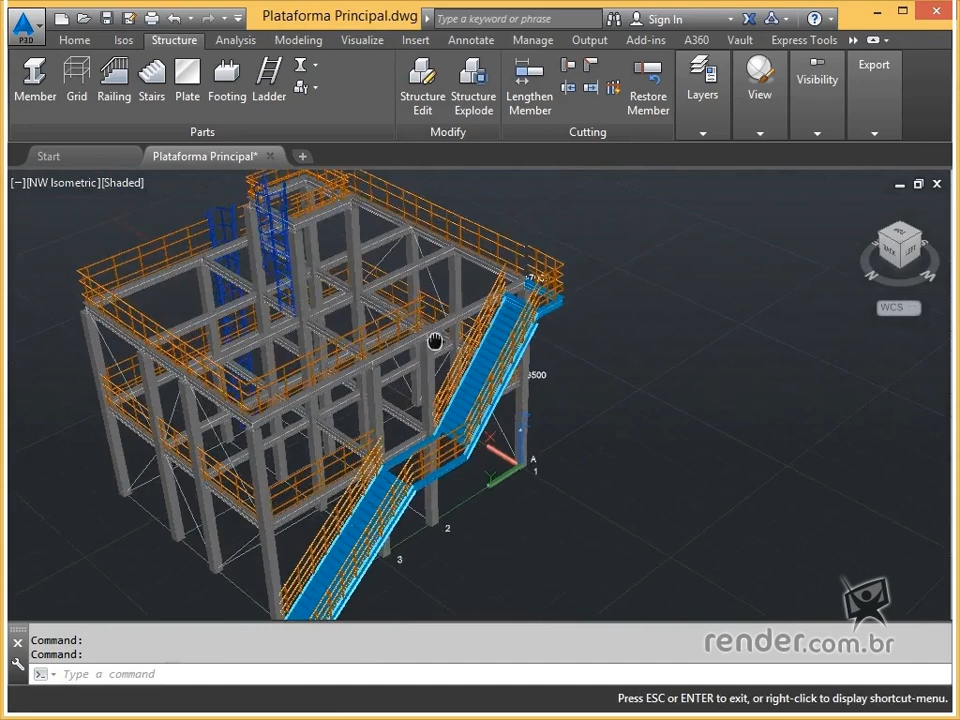 Plataforma Principal.dwg
Type a keyword or phrase
Sign In
P3D
Home Isos Structure Analysis Modeling Visualize Insert Annotate Manage Output Add-ins A360 Vault Express Tools
Member Grid Railing Stairs Plate Footing Ladder
Structure Edit
Structure Explode
Lengthen Member
Restore Member
Layers
View
Visibility
Export
Parts
Modify
Cutting
Start
Plataforma Principal*
[−][NW Isometric][Shaded]
N
W
WCS
X
Y
A
1
2
3
Command:
Command:
Type a command
render.com.br
Press ESC or ENTER to exit, or right-click to display shortcut-menu.